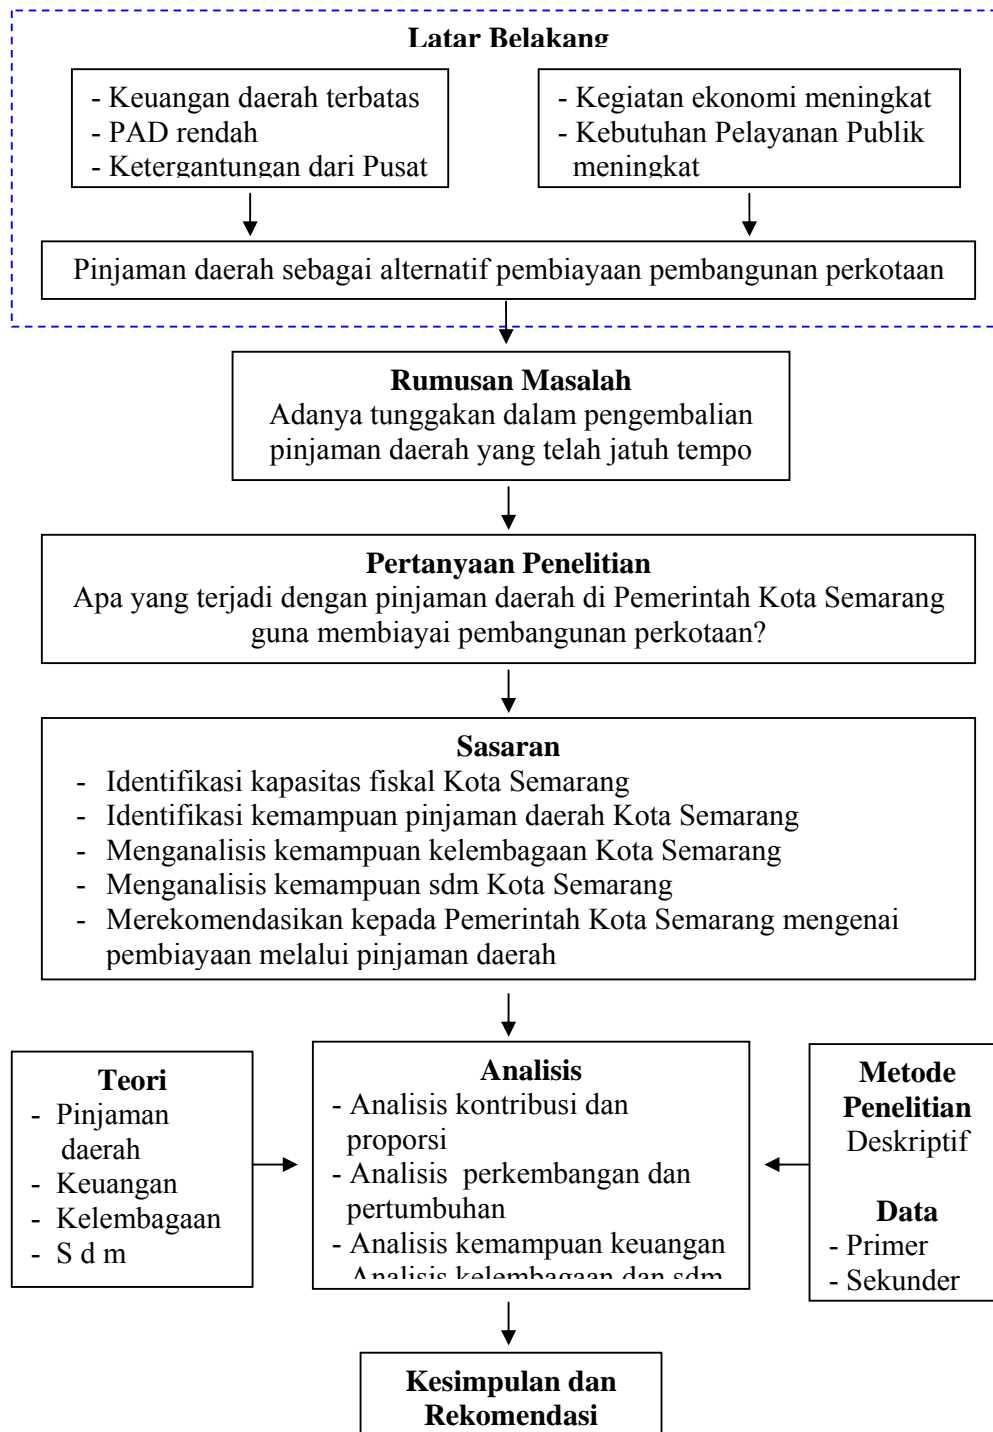 Latar Belakang
- Keuangan daerah terbatas
- PAD rendah
- Ketergantungan dari Pusat
- Kegiatan ekonomi meningkat
- Kebutuhan Pelayanan Publik
meningkat
Pinjaman daerah sebagai alternatif pembiayaan pembangunan perkotaan
Rumusan Masalah
Adanya tunggakan dalam pengembalian
pinjaman daerah yang telah jatuh tempo
Pertanyaan Penelitian
Apa yang terjadi dengan pinjaman daerah di Pemerintah Kota Semarang
guna membiayai pembangunan perkotaan?
Sasaran
- Identifikasi kapasitas fiskal Kota Semarang
- Identifikasi kemampuan pinjaman daerah Kota Semarang
- Menganalisis kemampuan kelembagaan Kota Semarang
- Menganalisis kemampuan sdm Kota Semarang
- Merekomendasikan kepada Pemerintah Kota Semarang mengenai
pembiayaan melalui pinjaman daerah
Teori
- Pinjaman
daerah
- Keuangan
- Kelembagaan
- S d m
Analisis
- Analisis kontribusi dan
proporsi
- Analisis perkembangan dan
pertumbuhan
- Analisis kemampuan keuangan
- Analisis kelembagaan dan sdm
Metode
Penelitian
Deskriptif
Data
- Primer
- Sekunder
Kesimpulan dan
Rekomendasi